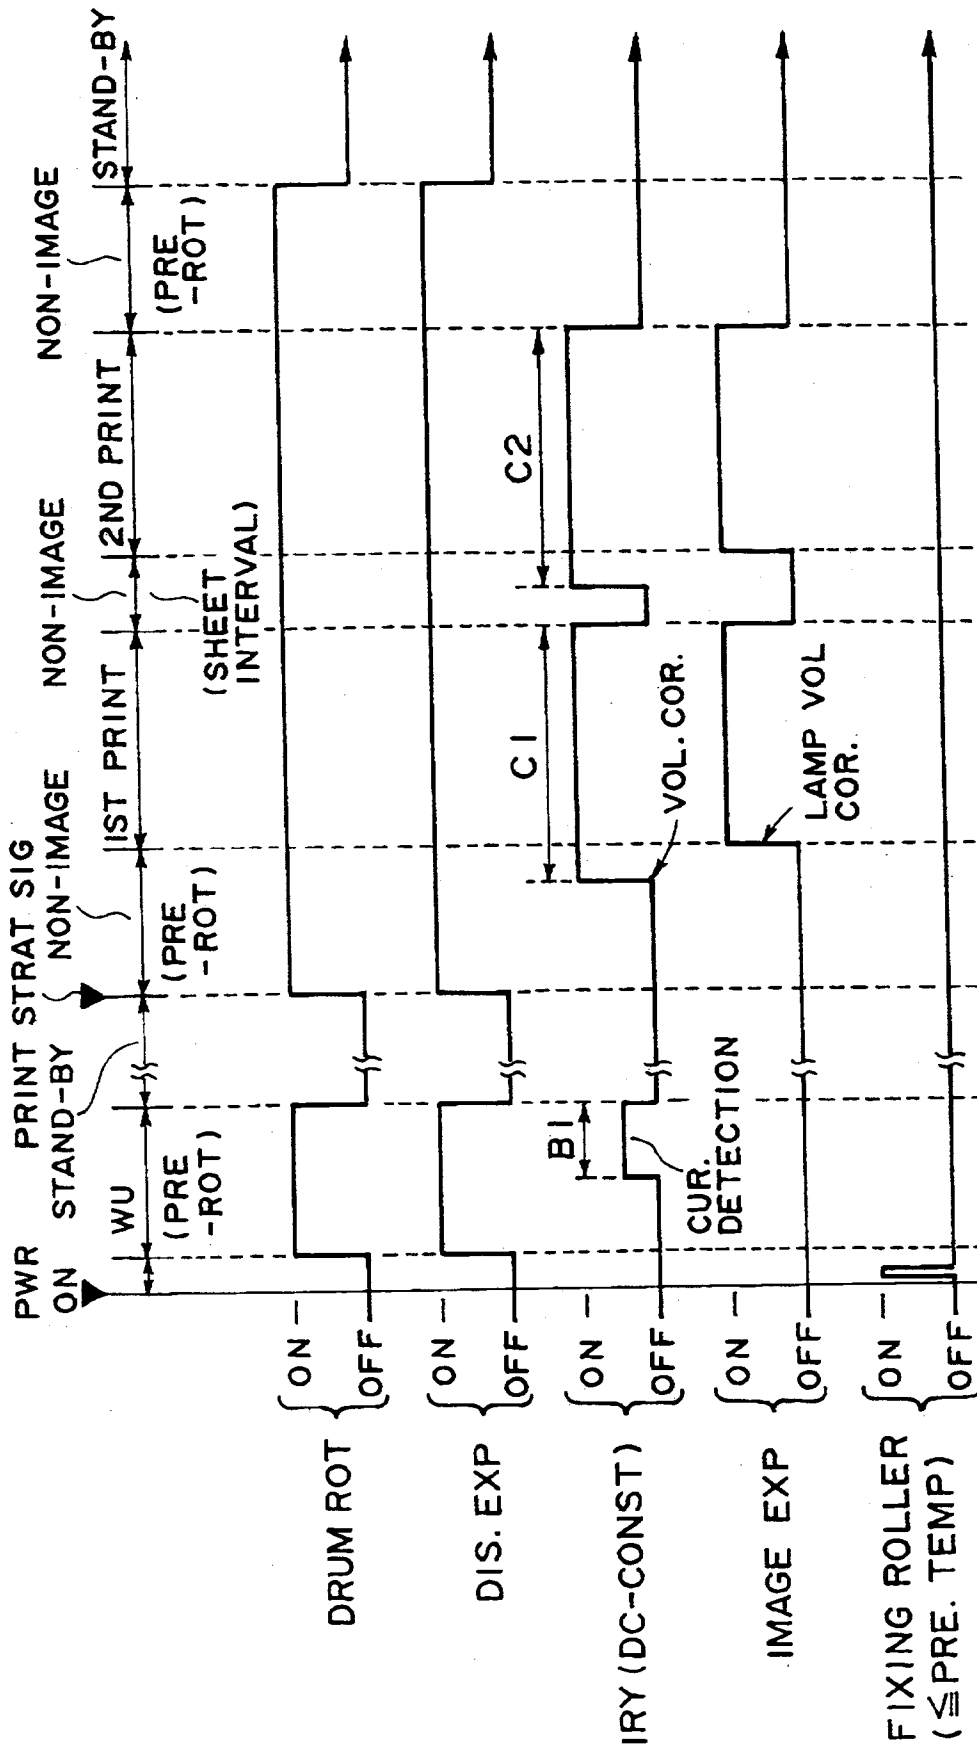 PWR
ON
PRINT STRAT SIG
STAND-BY
NON-IMAGE
NON-IMAGE
NON-IMAGE
WU
1ST PRINT
2ND PRINT
STAND-BY
(PRE
-ROT)
(PRE
-ROT)
(SHEET
INTERVAL)
(PRE
-ROT)
DRUM ROT
ON
OFF
DIS. EXP
ON
OFF
IRY (DC-CONST)
ON
OFF
B1
CUR.
DETECTION
C1
VOL. COR.
C2
IMAGE EXP
ON
OFF
LAMP VOL
COR.
FIXING ROLLER
(≦PRE. TEMP)
ON
OFF